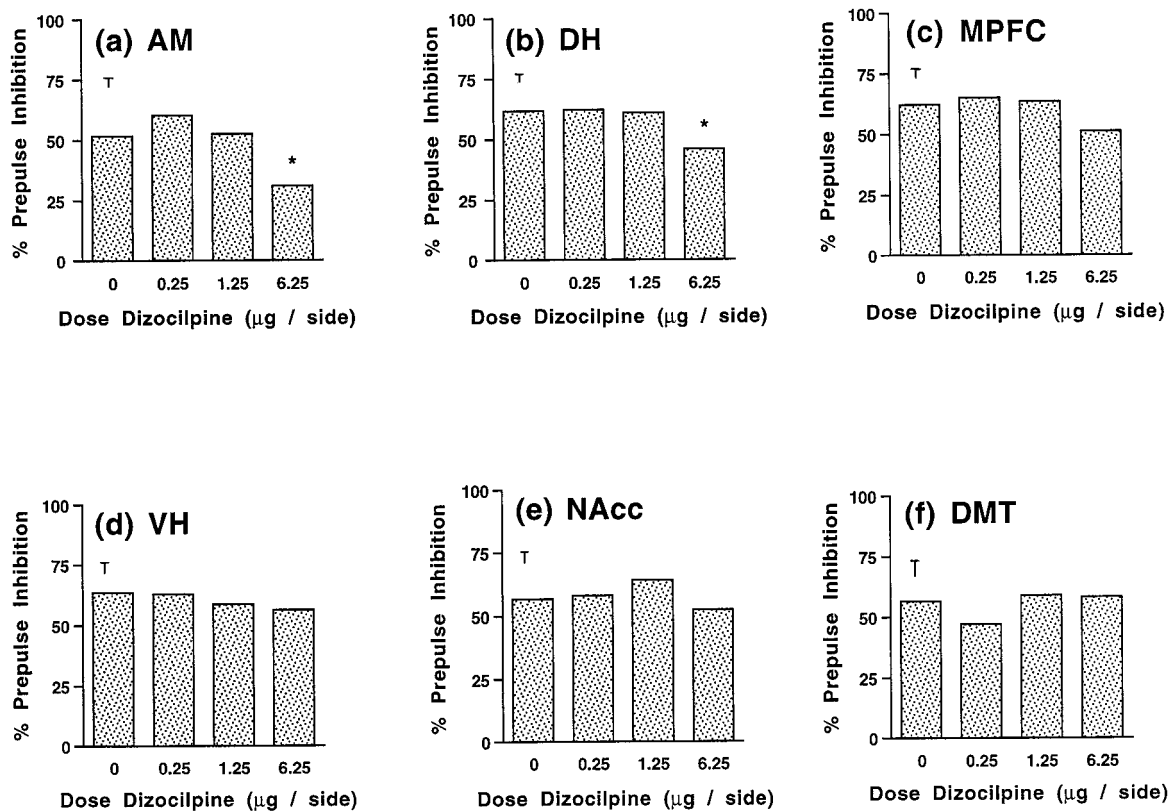 (a) AM
% Prepulse Inhibition
100
75
50
25
0
*
0 0.25 1.25 6.25
Dose Dizocilpine (μg / side)
(b) DH
% Prepulse Inhibition
100
75
50
25
0
*
0 0.25 1.25 6.25
Dose Dizocilpine (μg / side)
(c) MPFC
% Prepulse Inhibition
100
75
50
25
0
0 0.25 1.25 6.25
Dose Dizocilpine (μg / side)
(d) VH
% Prepulse Inhibition
100
75
50
25
0
0 0.25 1.25 6.25
Dose Dizocilpine (μg / side)
(e) NAcc
% Prepulse Inhibition
100
75
50
25
0
0 0.25 1.25 6.25
Dose Dizocilpine (μg / side)
(f) DMT
% Prepulse Inhibition
100
75
50
25
0
0 0.25 1.25 6.25
Dose Dizocilpine (μg / side)